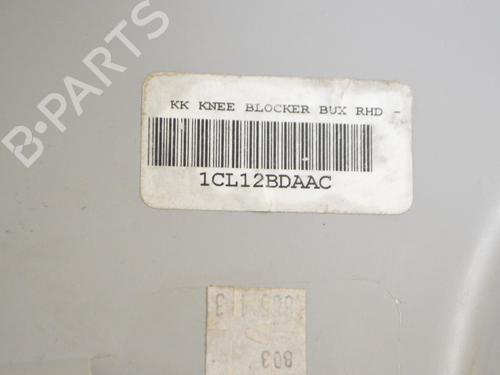 B-PARTS
KK KNEE BLOCKER BUX RHD -
1CL12BDAAC
803